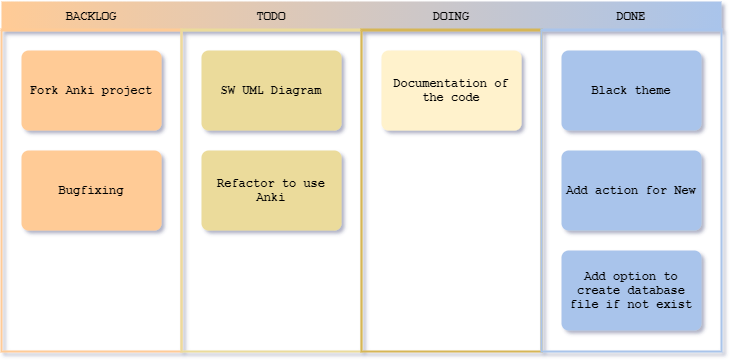 BACKLOG
TODO
DOING
DONE
Fork Anki project
Bugfixing
SW UML Diagram
Refactor to use
Anki
Documentation of
the code
Black theme
Add action for New
Add option to
create database
file if not exist